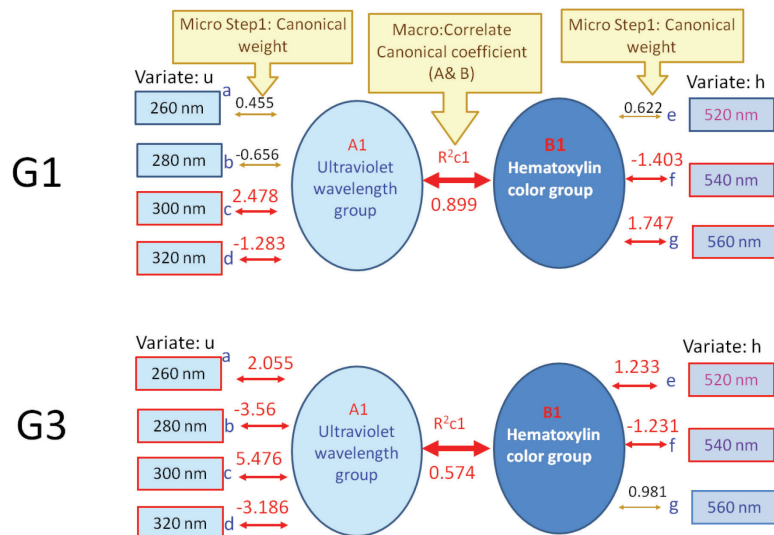 Micro Step1: Canonical
weight
Macro:Correlate
Canonical coefficient
(A& B)
Micro Step1: Canonical
weight
G1
Variate: u
260 nm
a
0.455
280 nm
b
-0.656
300 nm
c
2.478
320 nm
d
-1.283
A1
Ultraviolet
wavelength
group
R²c1
0.899
B1
Hematoxylin
color group
Variate: h
0.622
e
520 nm
-1.403
f
540 nm
1.747
g
560 nm
G3
Variate: u
260 nm
a
2.055
280 nm
b
-3.56
300 nm
c
5.476
320 nm
d
-3.186
A1
Ultraviolet
wavelength
group
R²c1
0.574
B1
Hematoxylin
color group
Variate: h
1.233
e
520 nm
-1.231
f
540 nm
0.981
g
560 nm